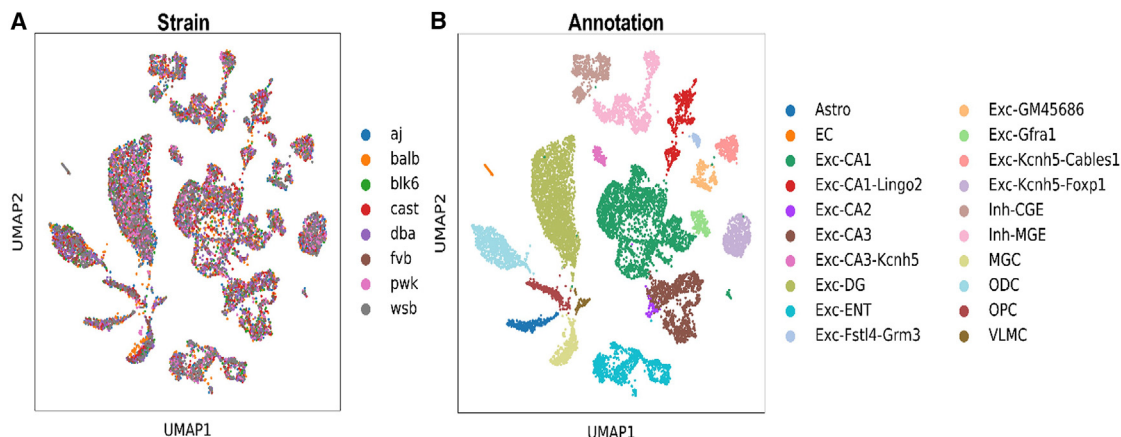 A
Strain
UMAP2
UMAP1
aj
balb
blk6
cast
dba
fvb
pwk
wsb
B
Annotation
UMAP2
UMAP1
Astro
EC
Exc-CA1
Exc-CA1-Lingo2
Exc-CA2
Exc-CA3
Exc-CA3-Kcnh5
Exc-DG
Exc-ENT
Exc-Fstl4-Grm3
Exc-GM45686
Exc-Gfra1
Exc-Kcnh5-Cables1
Exc-Kcnh5-Foxp1
Inh-CGE
Inh-MGE
MGC
ODC
OPC
VLMC